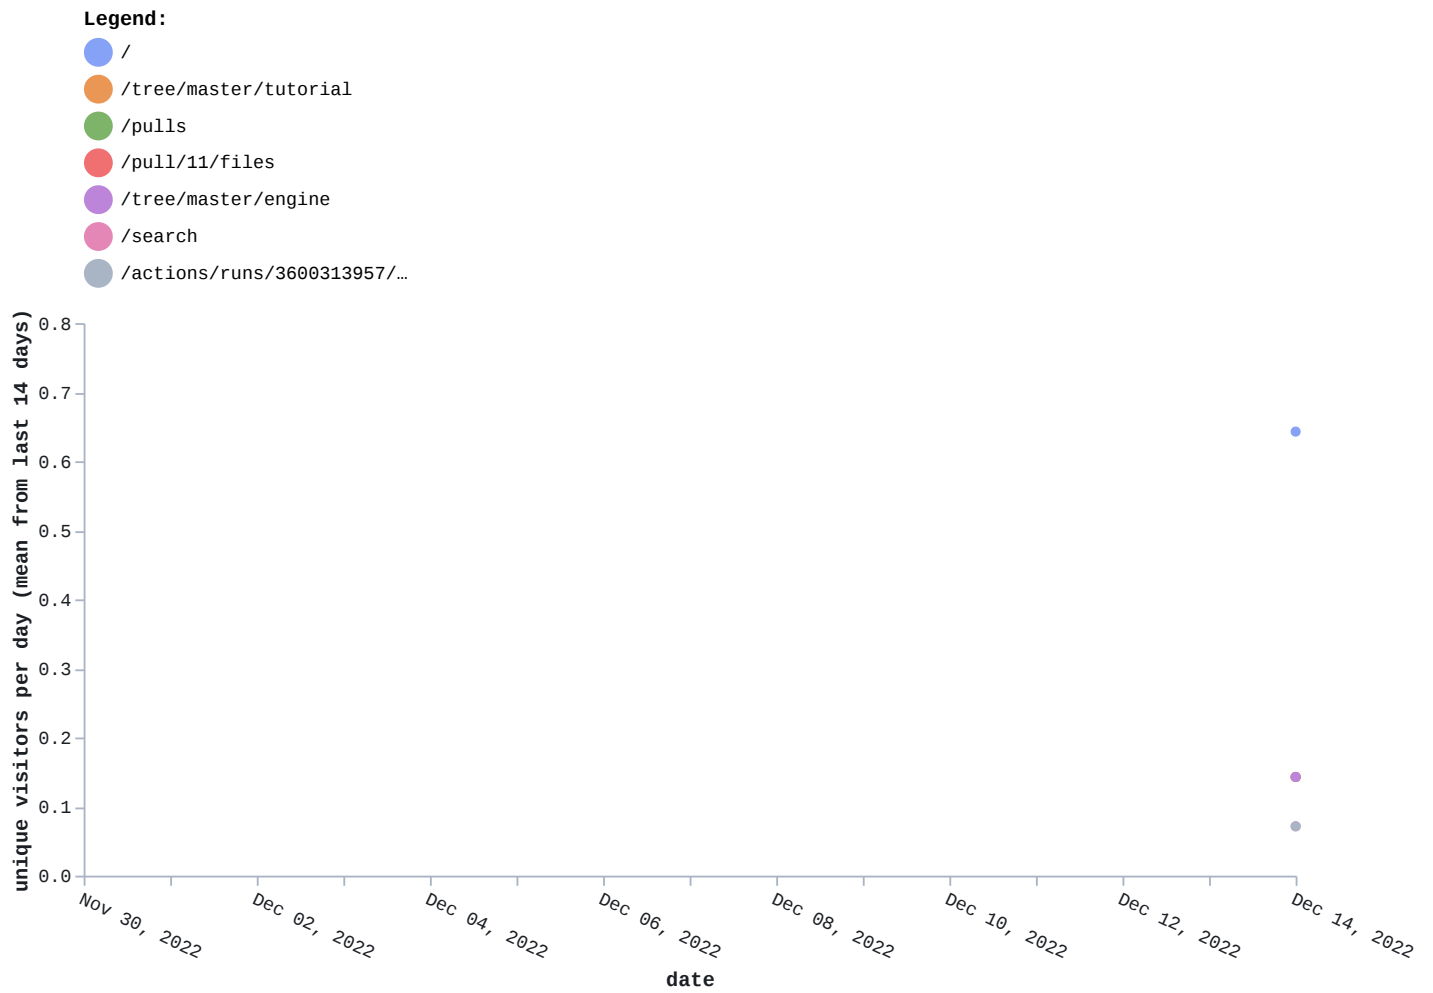 Legend:
/
/tree/master/tutorial
/pulls
/pull/11/files
/tree/master/engine
/search
/actions/runs/3600313957/…
unique visitors per day (mean from last 14 days)
0.8
0.7
0.6
0.5
0.4
0.3
0.2
0.1
0.0
Nov 30, 2022
Dec 02, 2022
Dec 04, 2022
Dec 06, 2022
Dec 08, 2022
Dec 10, 2022
Dec 12, 2022
Dec 14, 2022
date